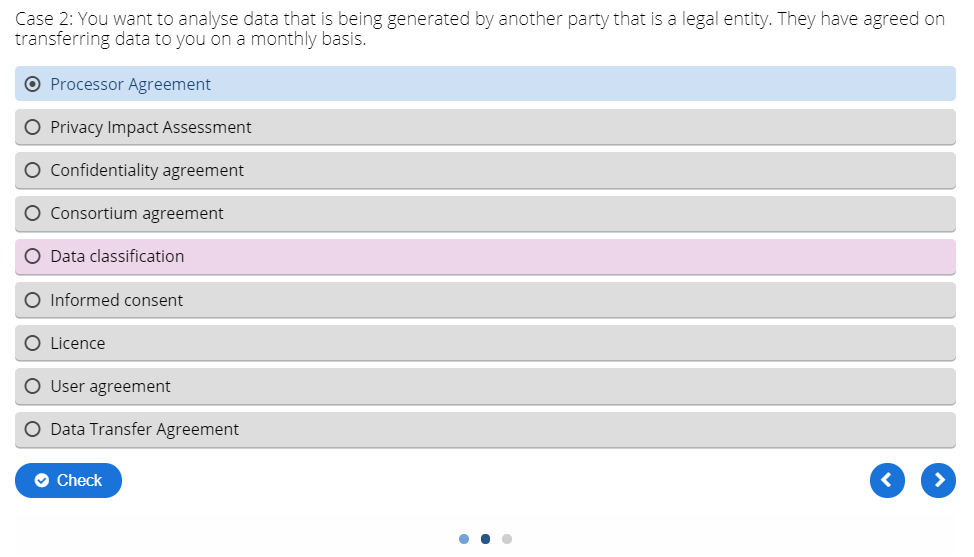 Case 2: You want to analyse data that is being generated by another party that is a legal entity. They have agreed on
transferring data to you on a monthly basis.
Processor Agreement
Privacy Impact Assessment
Confidentiality agreement
Consortium agreement
Data classification
Informed consent
Licence
User agreement
Data Transfer Agreement
Check